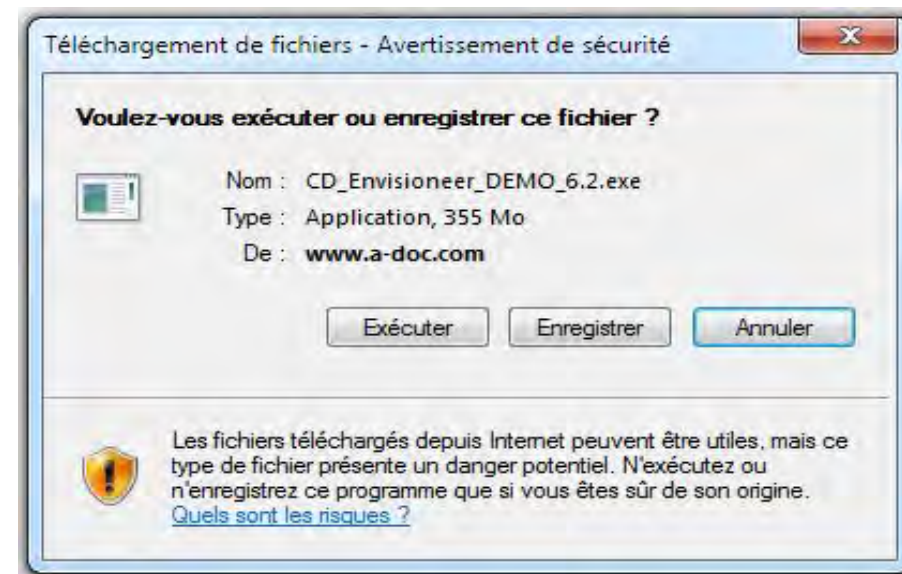 Téléchargement de fichiers - Avertissement de sécurité
Voulez-vous exécuter ou enregistrer ce fichier ?
Nom : CD_Envisioneer_DEMO_6.2.exe
Type : Application, 355 Mo
De : www.a-doc.com
Exécuter Enregistrer Annuler
Les fichiers téléchargés depuis Internet peuvent être utiles, mais ce
type de fichier présente un danger potentiel. N'exécutez ou
n'enregistrez ce programme que si vous êtes sûr de son origine.
Quels sont les risques ?